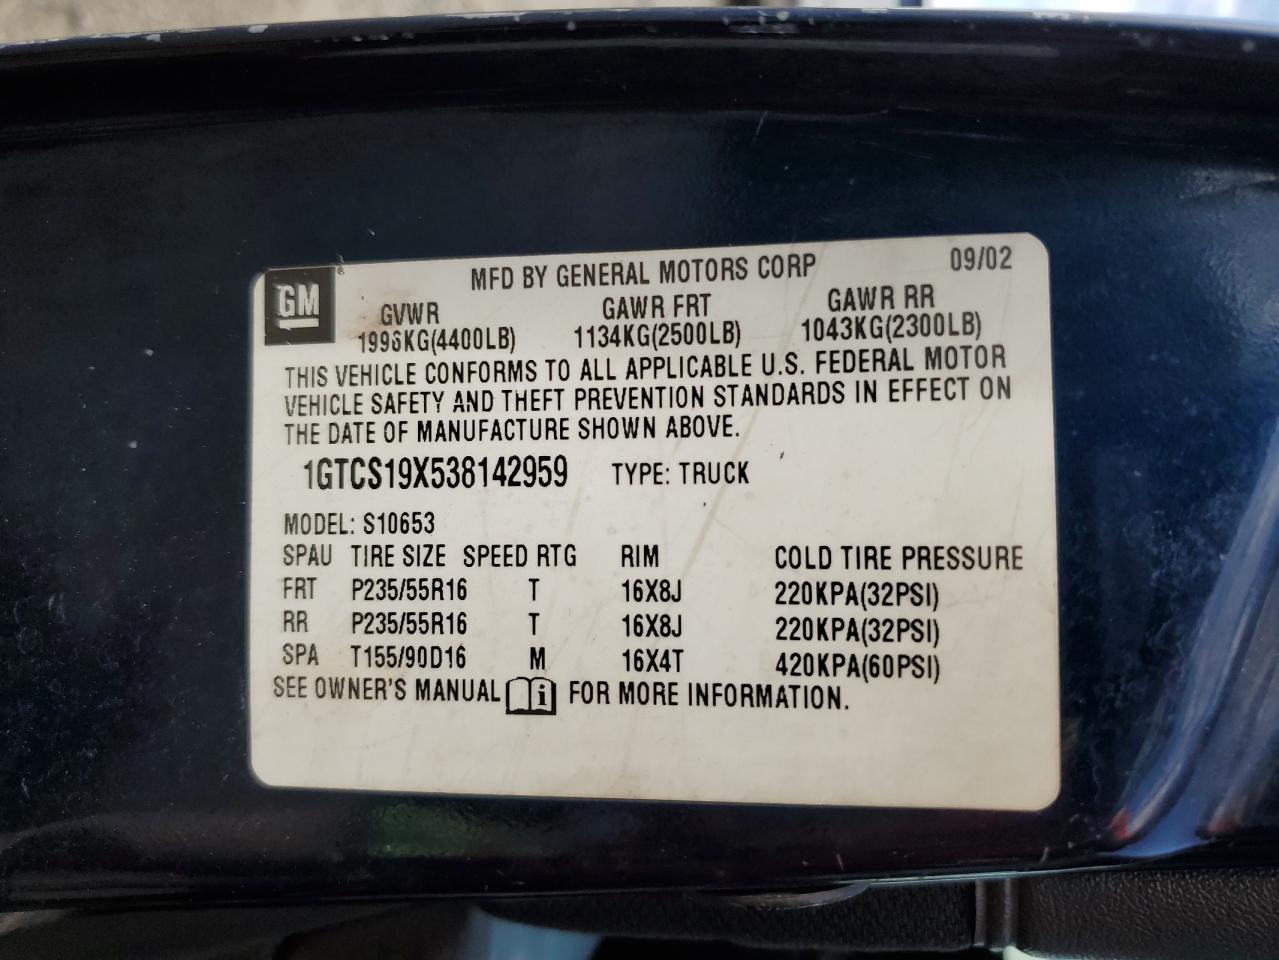 MFD BY GENERAL MOTORS CORP 09/02
GM®
GVWR GAWR FRT GAWR RR
1996KG(4400LB) 1134KG(2500LB) 1043KG(2300LB)
THIS VEHICLE CONFORMS TO ALL APPLICABLE U.S. FEDERAL MOTOR
VEHICLE SAFETY AND THEFT PREVENTION STANDARDS IN EFFECT ON
THE DATE OF MANUFACTURE SHOWN ABOVE.
1GTCS19X538142959 TYPE: TRUCK
MODEL: S10653
SPAU TIRE SIZE SPEED RTG RIM COLD TIRE PRESSURE
FRT P235/55R16 T 16X8J 220KPA(32PSI)
RR P235/55R16 T 16X8J 220KPA(32PSI)
SPA T155/90D16 M 16X4T 420KPA(60PSI)
SEE OWNER'S MANUAL i FOR MORE INFORMATION.